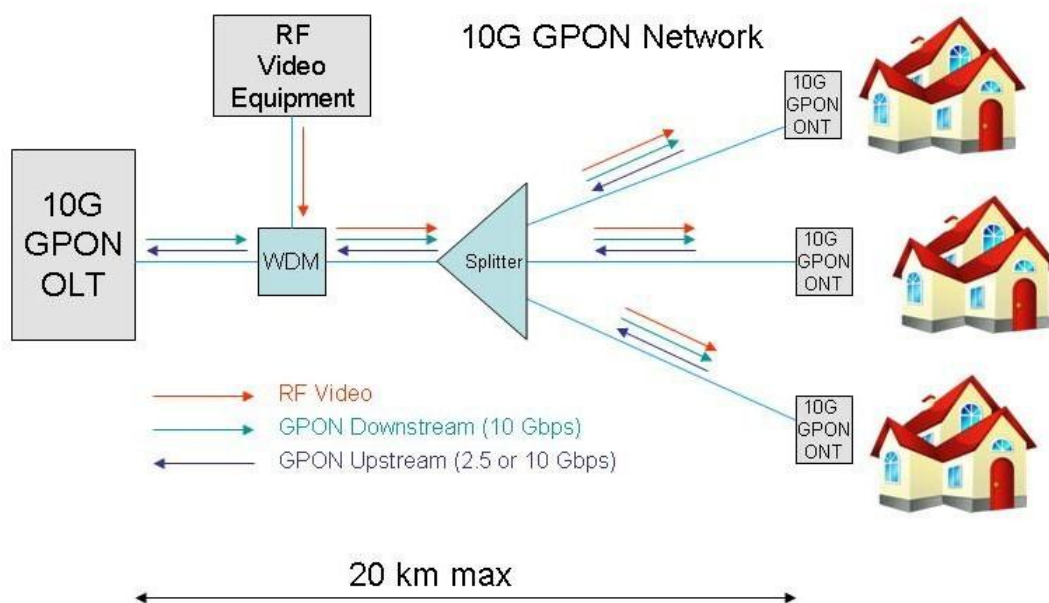 10G GPON Network
RF
Video
Equipment
10G
GPON
OLT
WDM
Splitter
10G
GPON
ONT
10G
GPON
ONT
10G
GPON
ONT
RF Video
GPON Downstream (10 Gbps)
GPON Upstream (2.5 or 10 Gbps)
20 km max